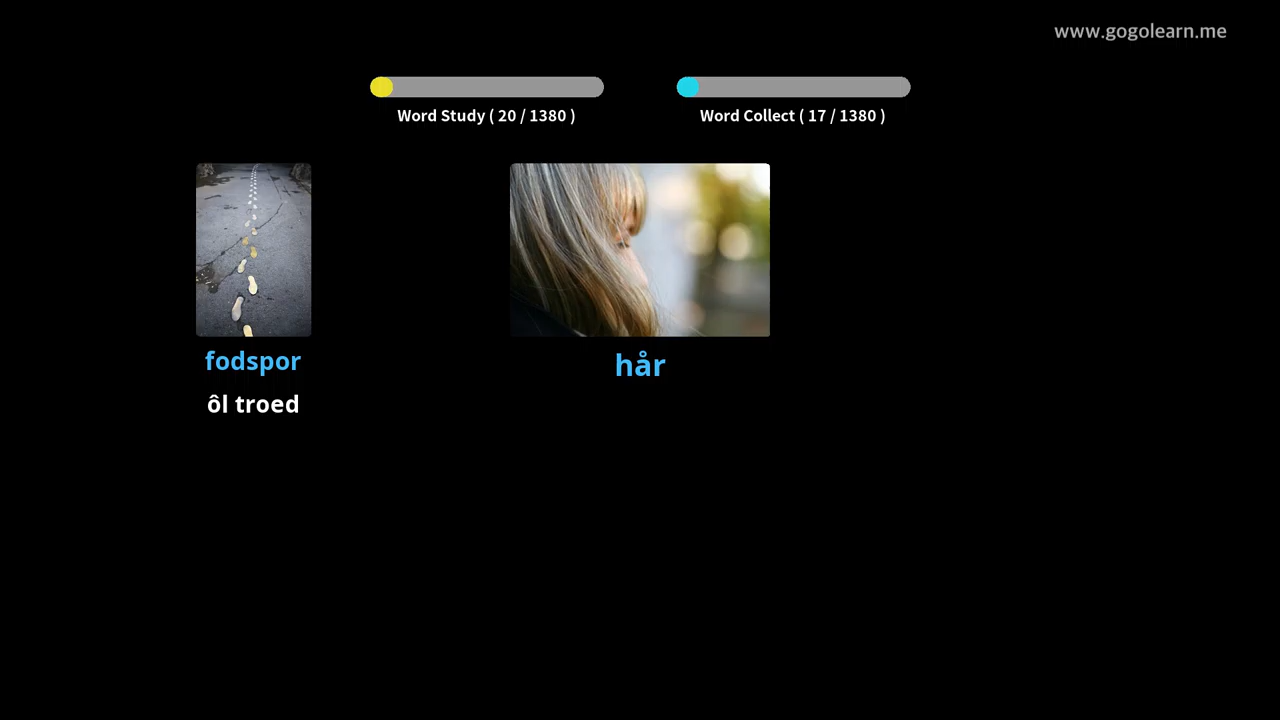 www.gogolearn.me
Word Study ( 20 / 1380 )
Word Collect ( 17 / 1380 )
fodspor
ôl troed
hår